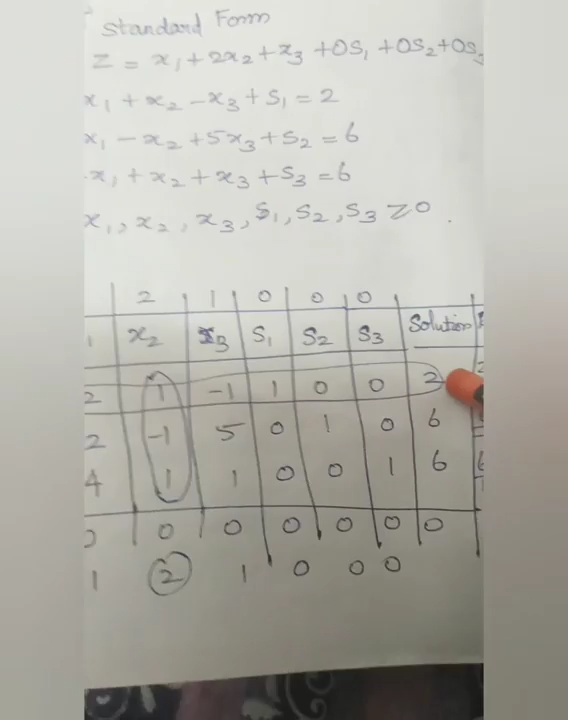 Standard Form
Z = x₁ + 2x₂ + x₃ + 0S₁ + 0S₂ + 0S₃
x₁ + x₂ - x₃ + S₁ = 2
x₁ - x₂ + 5x₃ + S₂ = 6
x₁ + x₂ + x₃ + S₃ = 6
x₁, x₂, x₃, S₁, S₂, S₃ ≥ 0.
2 1 0 0 0
1 x₂ x₃ S₁ S₂ S₃ Solution
2 1 -1 1 0 0 2
2 -1 5 0 1 0 6
4 1 1 0 0 1 6
0 0 0 0 0 0 0
1 2 1 0 0 0